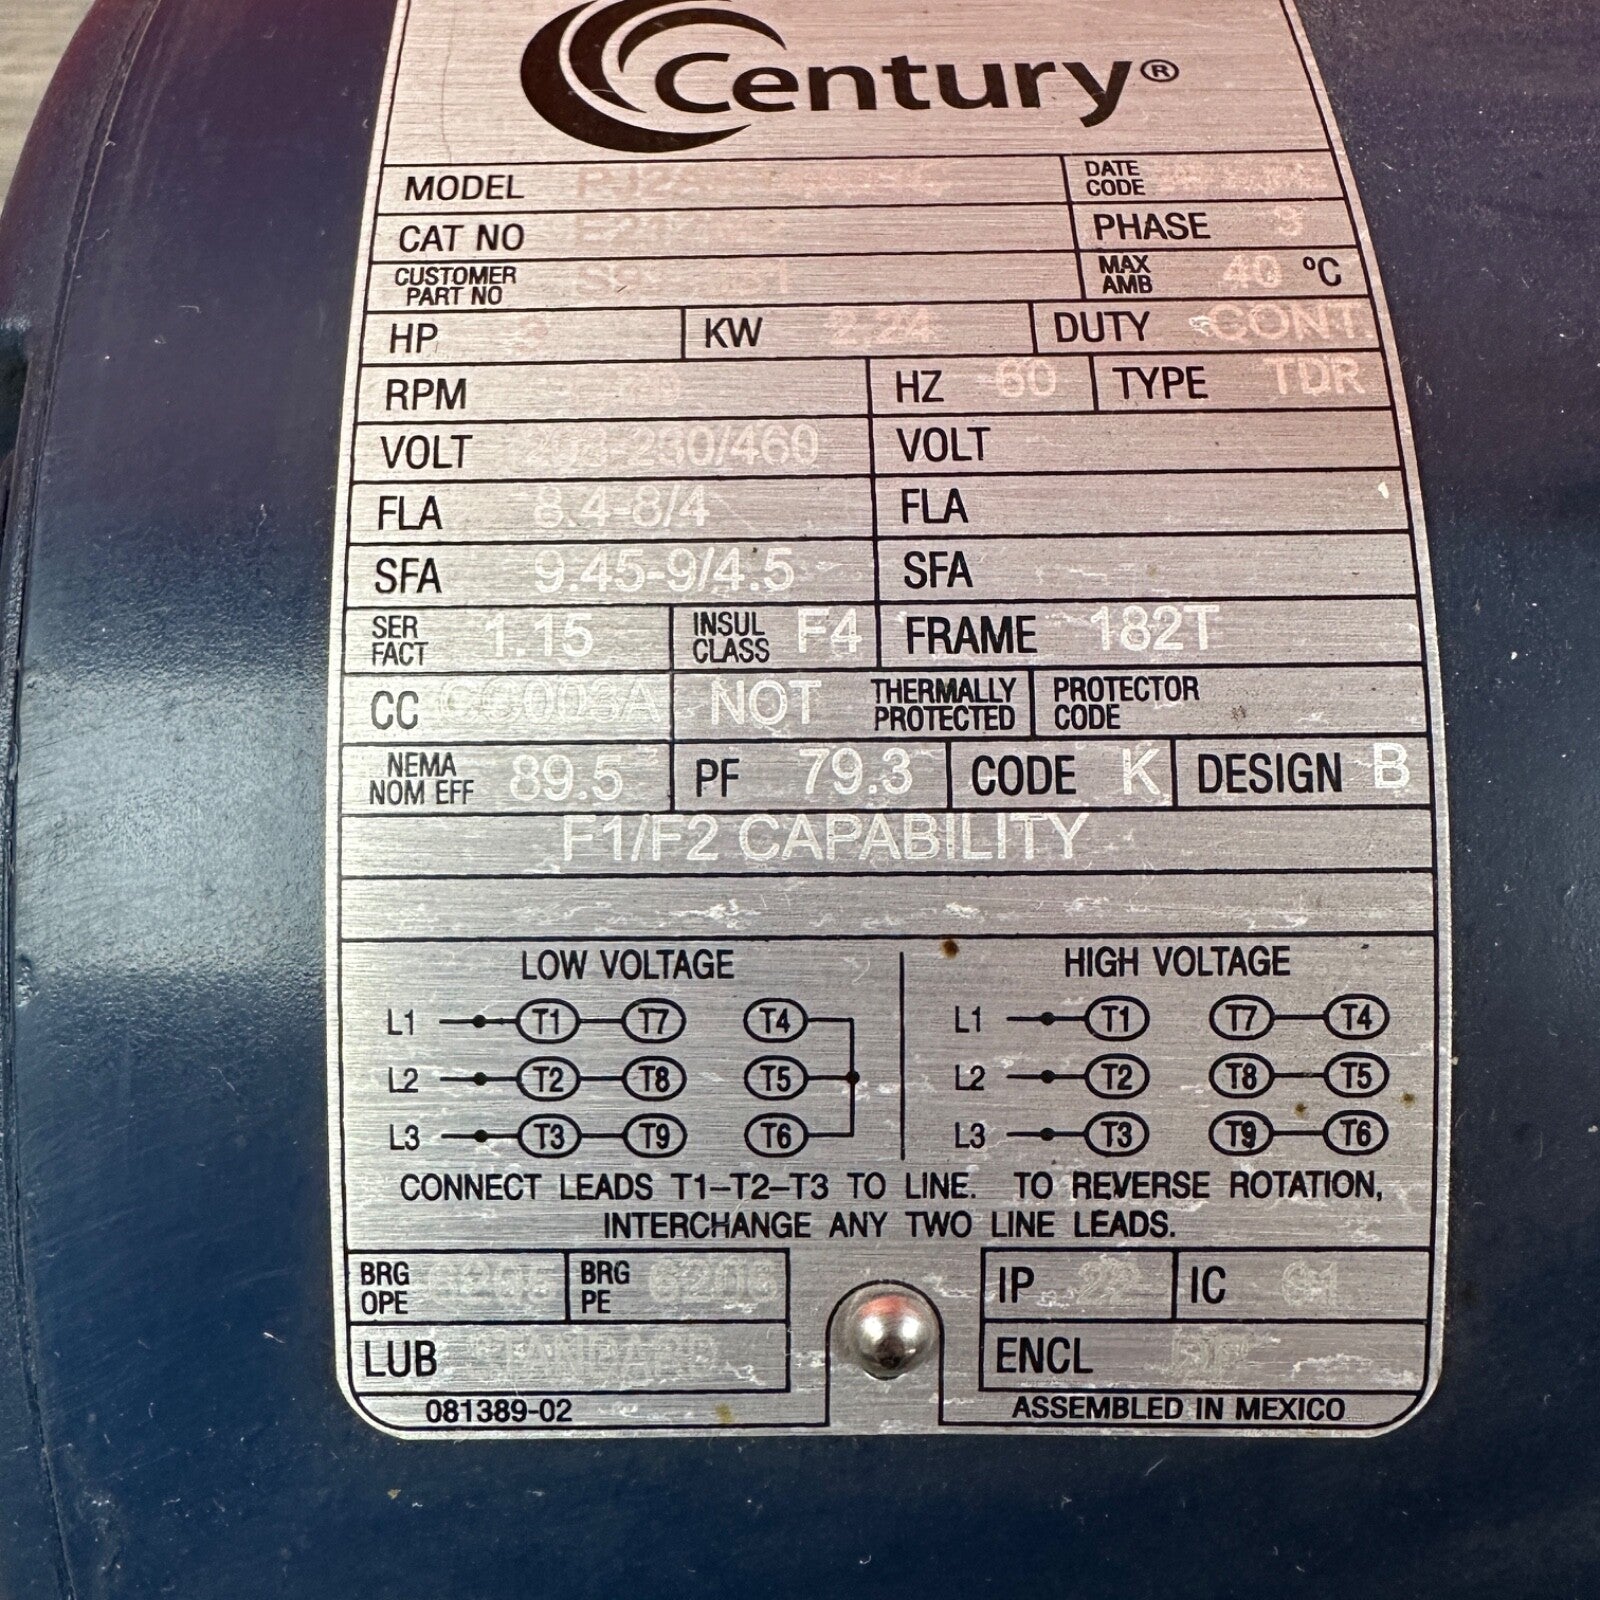 Century®
MODEL
DATE CODE
CAT NO
PHASE 3
CUSTOMER PART NO
MAX AMB 40 °C
HP 3 KW 2.24 DUTY CONT
RPM HZ 60 TYPE TDR
VOLT 208-230/460 VOLT
FLA 8.4-8/4 FLA
SFA 9.45-9/4.5 SFA
SER FACT 1.15 INSUL CLASS F4 FRAME 182T
CC NOT THERMALLY PROTECTED PROTECTOR CODE
NEMA NOM EFF 89.5 PF 79.3 CODE K DESIGN B
F1/F2 CAPABILITY
LOW VOLTAGE HIGH VOLTAGE
L1 T1 T7 T4 L1 T1 T7 T4
L2 T2 T8 T5 L2 T2 T8 T5
L3 T3 T9 T6 L3 T3 T9 T6
CONNECT LEADS T1-T2-T3 TO LINE. TO REVERSE ROTATION,
INTERCHANGE ANY TWO LINE LEADS.
BRG OPE 6205 BRG PE 6206 IP IC
LUB STANDARD ENCL
081389-02 ASSEMBLED IN MEXICO